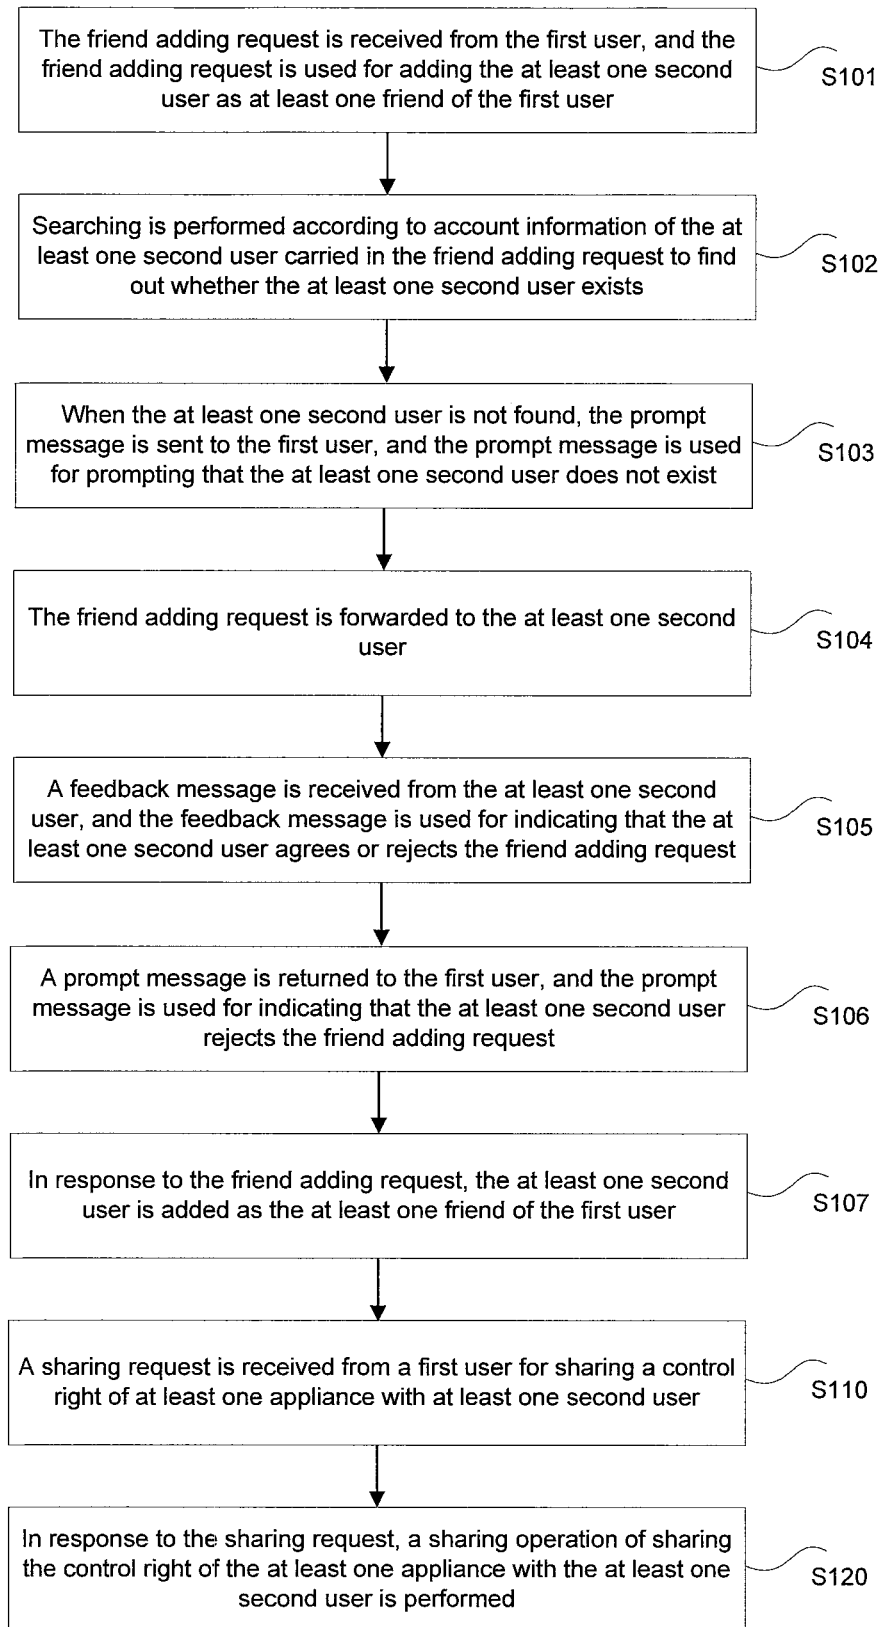 The friend adding request is received from the first user, and the
friend adding request is used for adding the at least one second
user as at least one friend of the first user
S101
Searching is performed according to account information of the at
least one second user carried in the friend adding request to find
out whether the at least one second user exists
S102
When the at least one second user is not found, the prompt
message is sent to the first user, and the prompt message is used
for prompting that the at least one second user does not exist
S103
The friend adding request is forwarded to the at least one second
user
S104
A feedback message is received from the at least one second
user, and the feedback message is used for indicating that the at
least one second user agrees or rejects the friend adding request
S105
A prompt message is returned to the first user, and the prompt
message is used for indicating that the at least one second user
rejects the friend adding request
S106
In response to the friend adding request, the at least one second
user is added as the at least one friend of the first user
S107
A sharing request is received from a first user for sharing a control
right of at least one appliance with at least one second user
S110
In response to the sharing request, a sharing operation of sharing
the control right of the at least one appliance with the at least one
second user is performed
S120